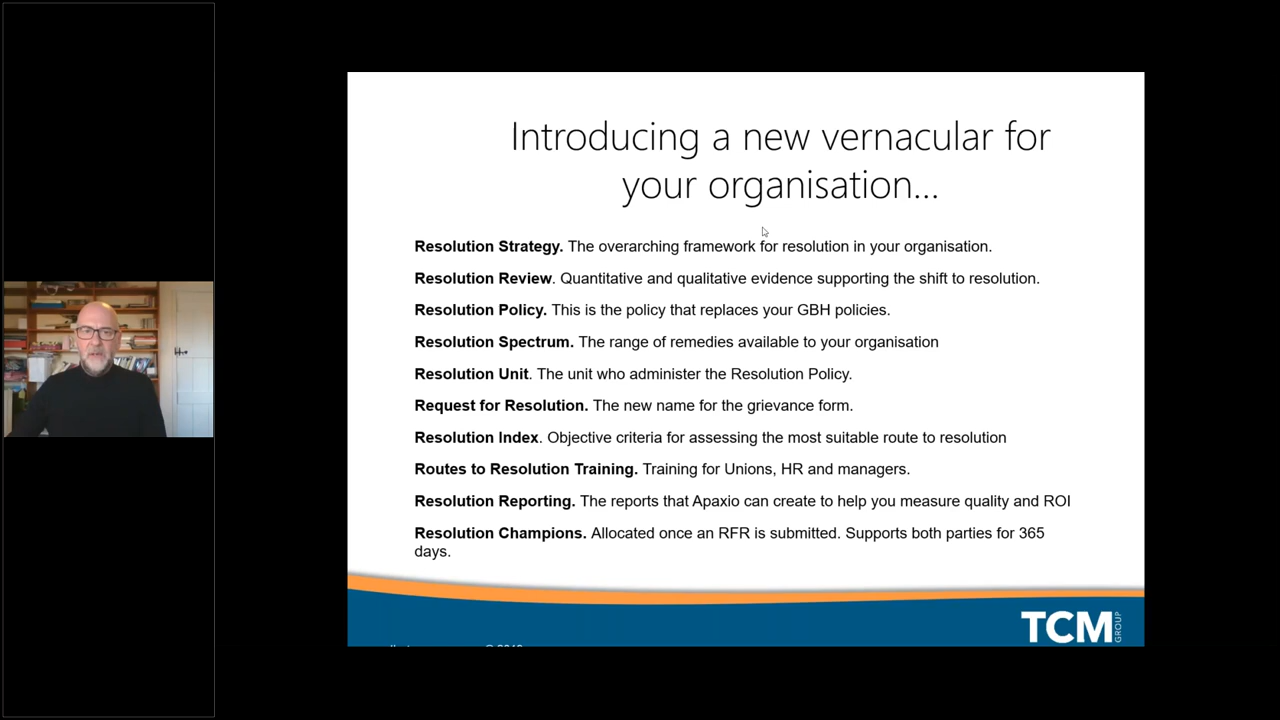 Introducing a new vernacular for
your organisation...
Resolution Strategy. The overarching framework for resolution in your organisation.
Resolution Review. Quantitative and qualitative evidence supporting the shift to resolution.
Resolution Policy. This is the policy that replaces your GBH policies.
Resolution Spectrum. The range of remedies available to your organisation
Resolution Unit. The unit who administer the Resolution Policy.
Request for Resolution. The new name for the grievance form.
Resolution Index. Objective criteria for assessing the most suitable route to resolution
Routes to Resolution Training. Training for Unions, HR and managers.
Resolution Reporting. The reports that Apaxio can create to help you measure quality and ROI
Resolution Champions. Allocated once an RFR is submitted. Supports both parties for 365
days.
TCM GROUP